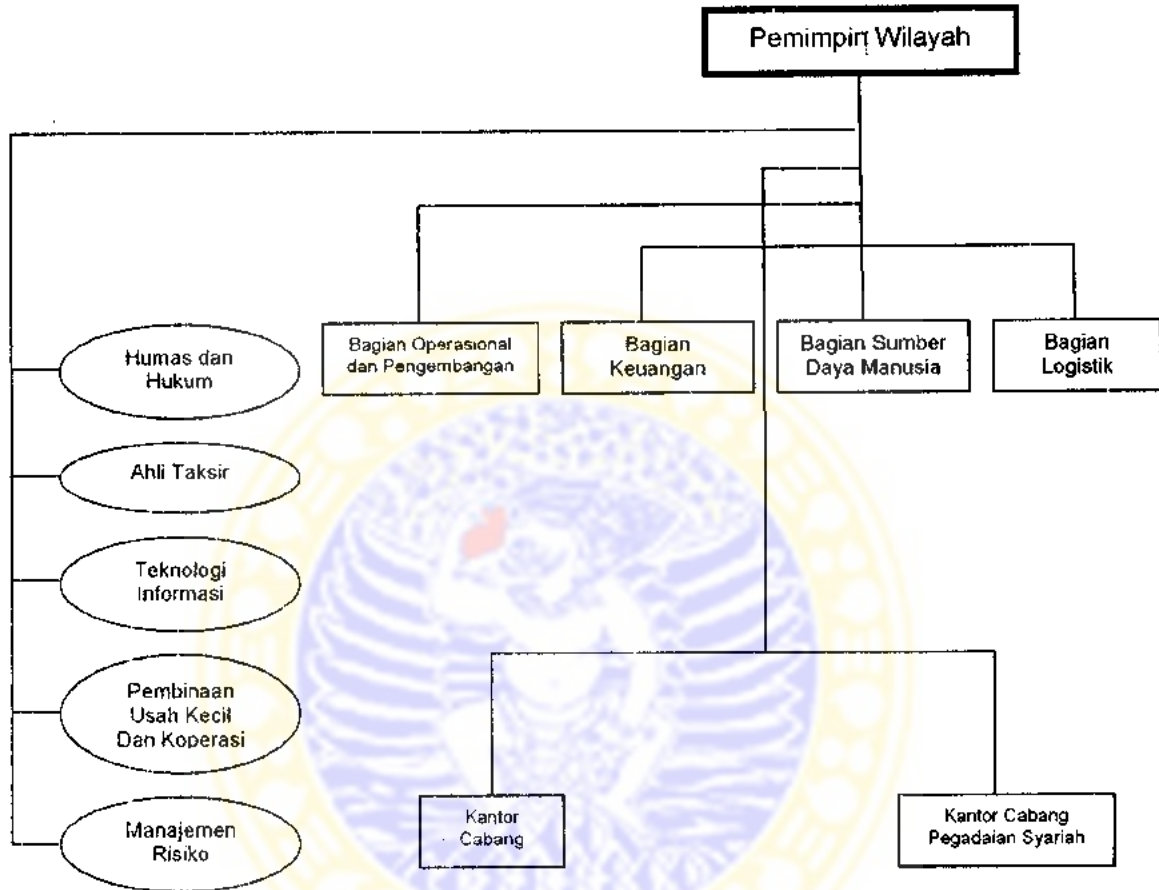 Pemimpin Wilayah
Humas dan
Hukum
Bagian Operasional
dan Pengembangan
Bagian
Keuangan
Bagian Sumber
Daya Manusia
Bagian
Logistik
Ahli Taksir
Teknologi
Informasi
Pembinaan
Usah Kecil
Dan Koperasi
Manajemen
Risiko
Kantor
Cabang
Kantor Cabang
Pegadaian Syariah